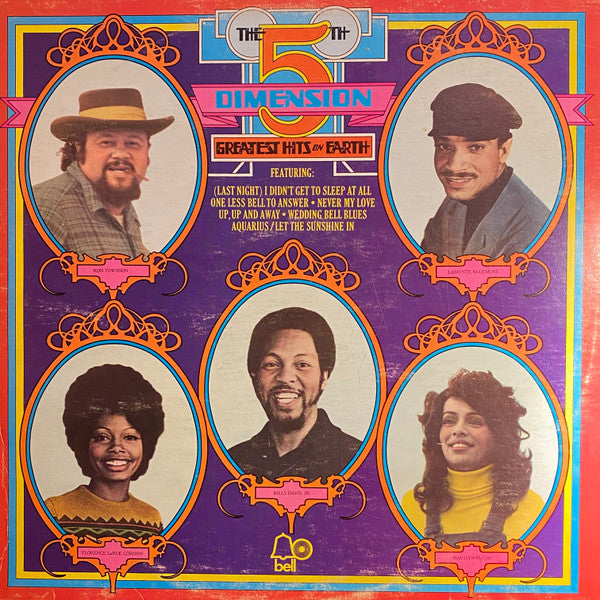 THE 5TH
DIMENSION
GREATEST HITS ON EARTH
FEATURING:
(LAST NIGHT) I DIDN'T GET TO SLEEP AT ALL
ONE LESS BELL TO ANSWER • NEVER MY LOVE
UP, UP AND AWAY • WEDDING BELL BLUES
AQUARIUS/LET THE SUNSHINE IN
RON TOWNSON
LAMONTE McLEMORE
BILLY DAVIS JR.
FLORENCE LaRUE GORDON
MARILYN McCOO
bell